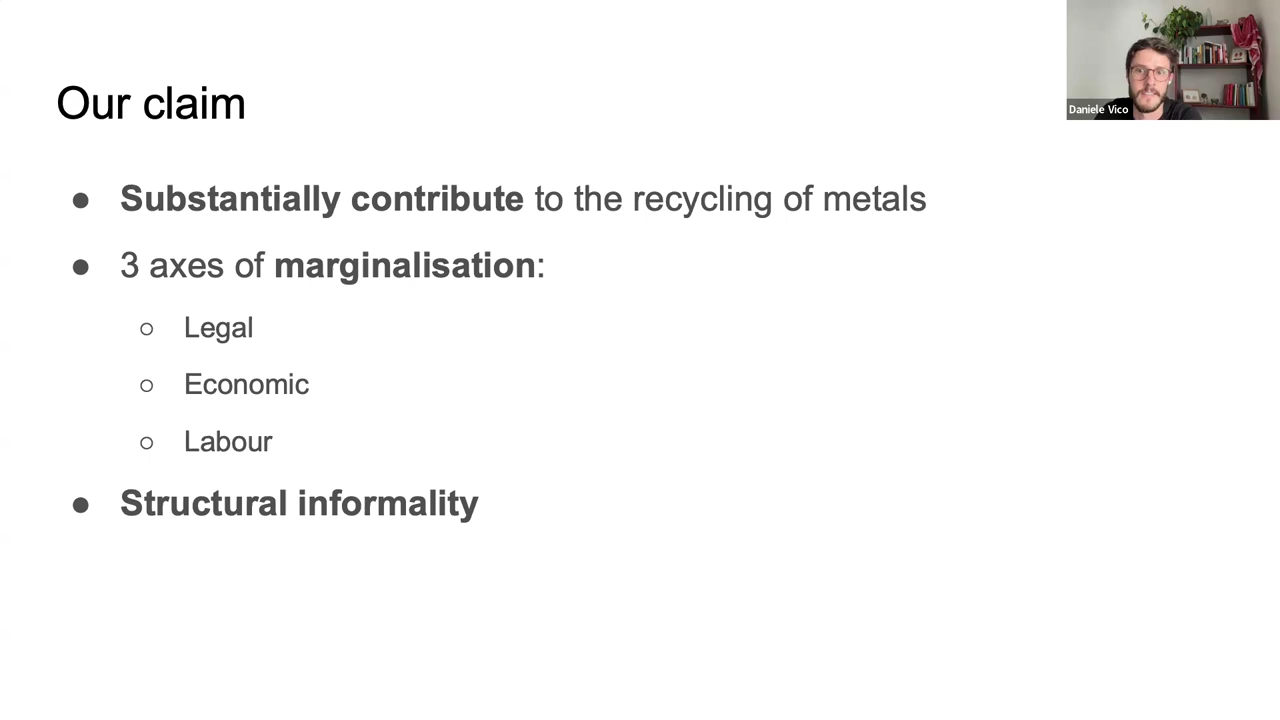 Our claim
● Substantially contribute to the recycling of metals
● 3 axes of marginalisation:
○ Legal
○ Economic
○ Labour
● Structural informality
Daniele Vico